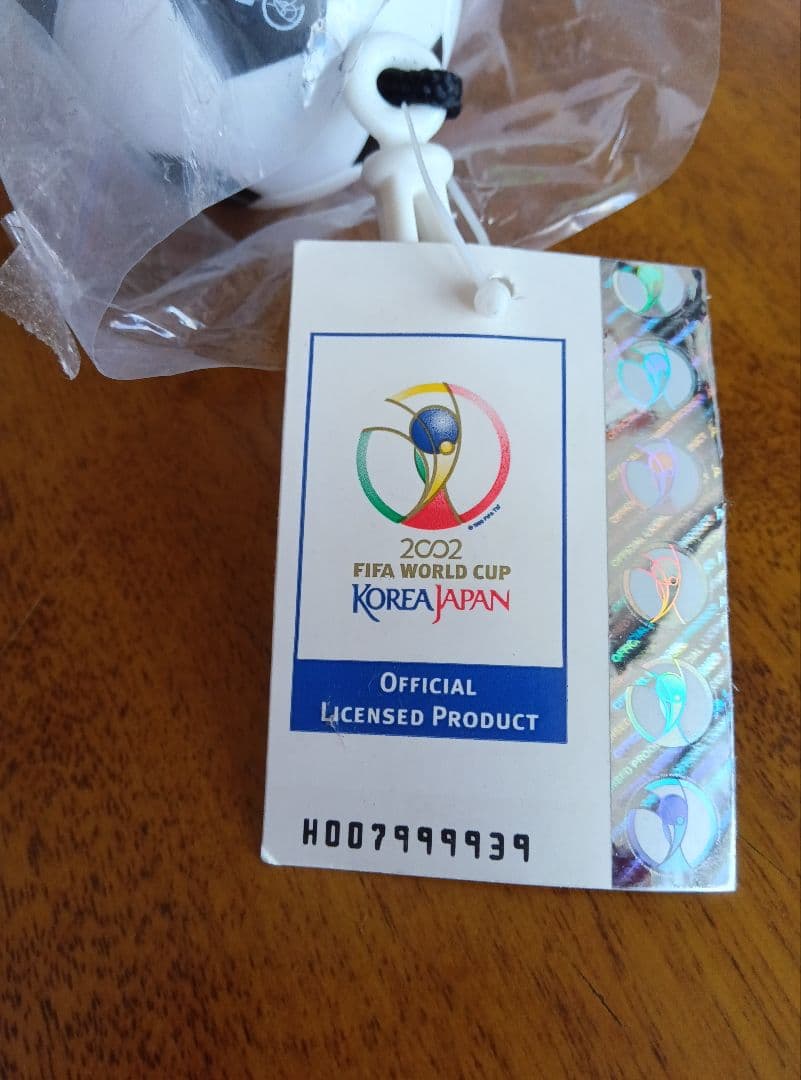 2002
FIFA WORLD CUP
KOREA JAPAN
OFFICIAL
LICENSED PRODUCT
H007999939